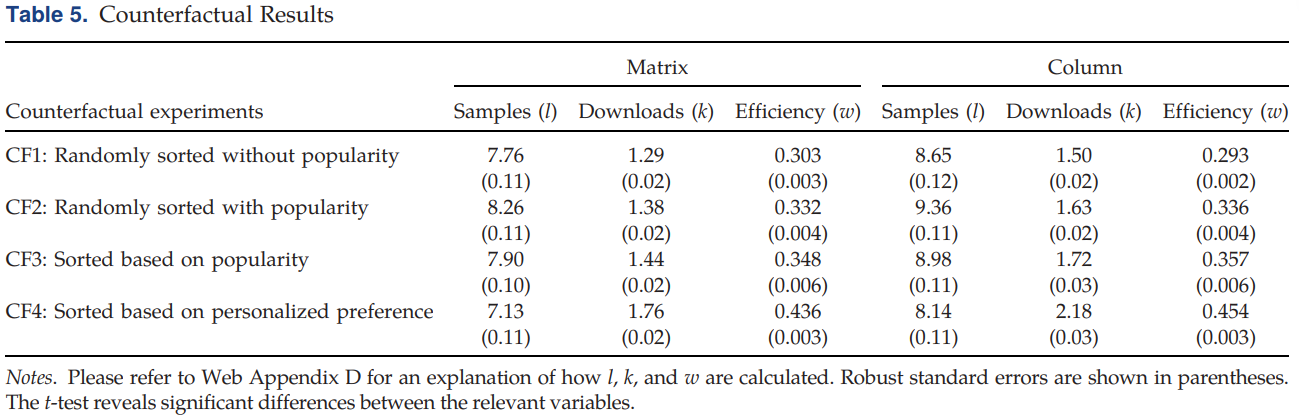 Table 5. Counterfactual Results
Matrix Column
Counterfactual experiments Samples (l) Downloads (k) Efficiency (w) Samples (l) Downloads (k) Efficiency (w)
CF1: Randomly sorted without popularity 7.76 1.29 0.303 8.65 1.50 0.293
(0.11) (0.02) (0.003) (0.12) (0.02) (0.002)
CF2: Randomly sorted with popularity 8.26 1.38 0.332 9.36 1.63 0.336
(0.11) (0.02) (0.004) (0.11) (0.02) (0.004)
CF3: Sorted based on popularity 7.90 1.44 0.348 8.98 1.72 0.357
(0.10) (0.02) (0.006) (0.11) (0.03) (0.006)
CF4: Sorted based on personalized preference 7.13 1.76 0.436 8.14 2.18 0.454
(0.11) (0.02) (0.003) (0.11) (0.03) (0.003)
Notes. Please refer to Web Appendix D for an explanation of how l, k, and w are calculated. Robust standard errors are shown in parentheses.
The t-test reveals significant differences between the relevant variables.